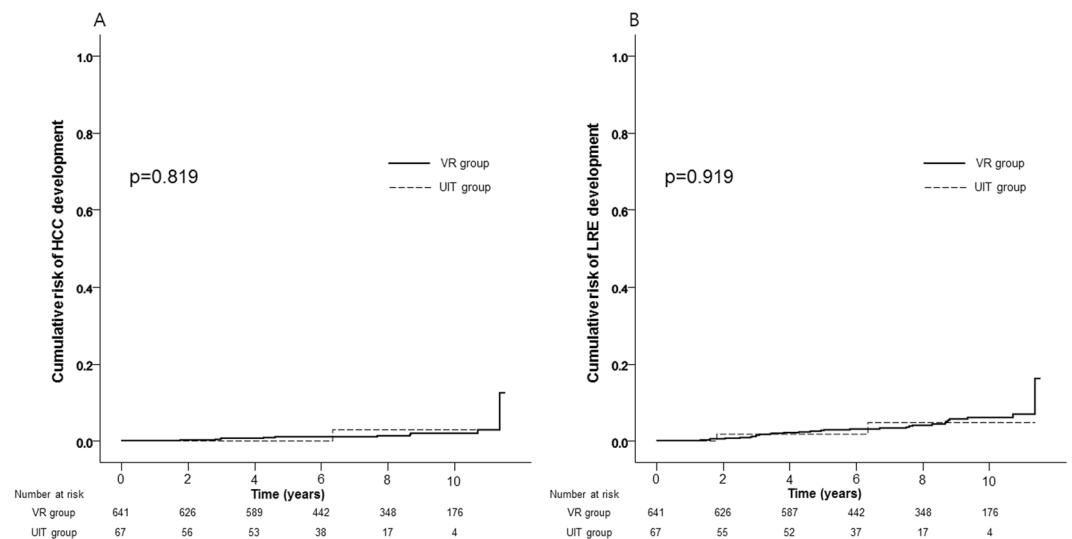 A
1.0
0.8
0.6
0.4
0.2
0.0
Cumulative risk of HCC development
p=0.819
VR group
UIT group
0 2 4 6 8 10
Time (years)
Number at risk
VR group 641 626 589 442 348 176
UIT group 67 56 53 38 17 4
B
1.0
0.8
0.6
0.4
0.2
0.0
Cumulative risk of LRE development
p=0.919
VR group
UIT group
0 2 4 6 8 10
Time (years)
Number at risk
VR group 641 626 587 442 348 176
UIT group 67 55 52 37 17 4